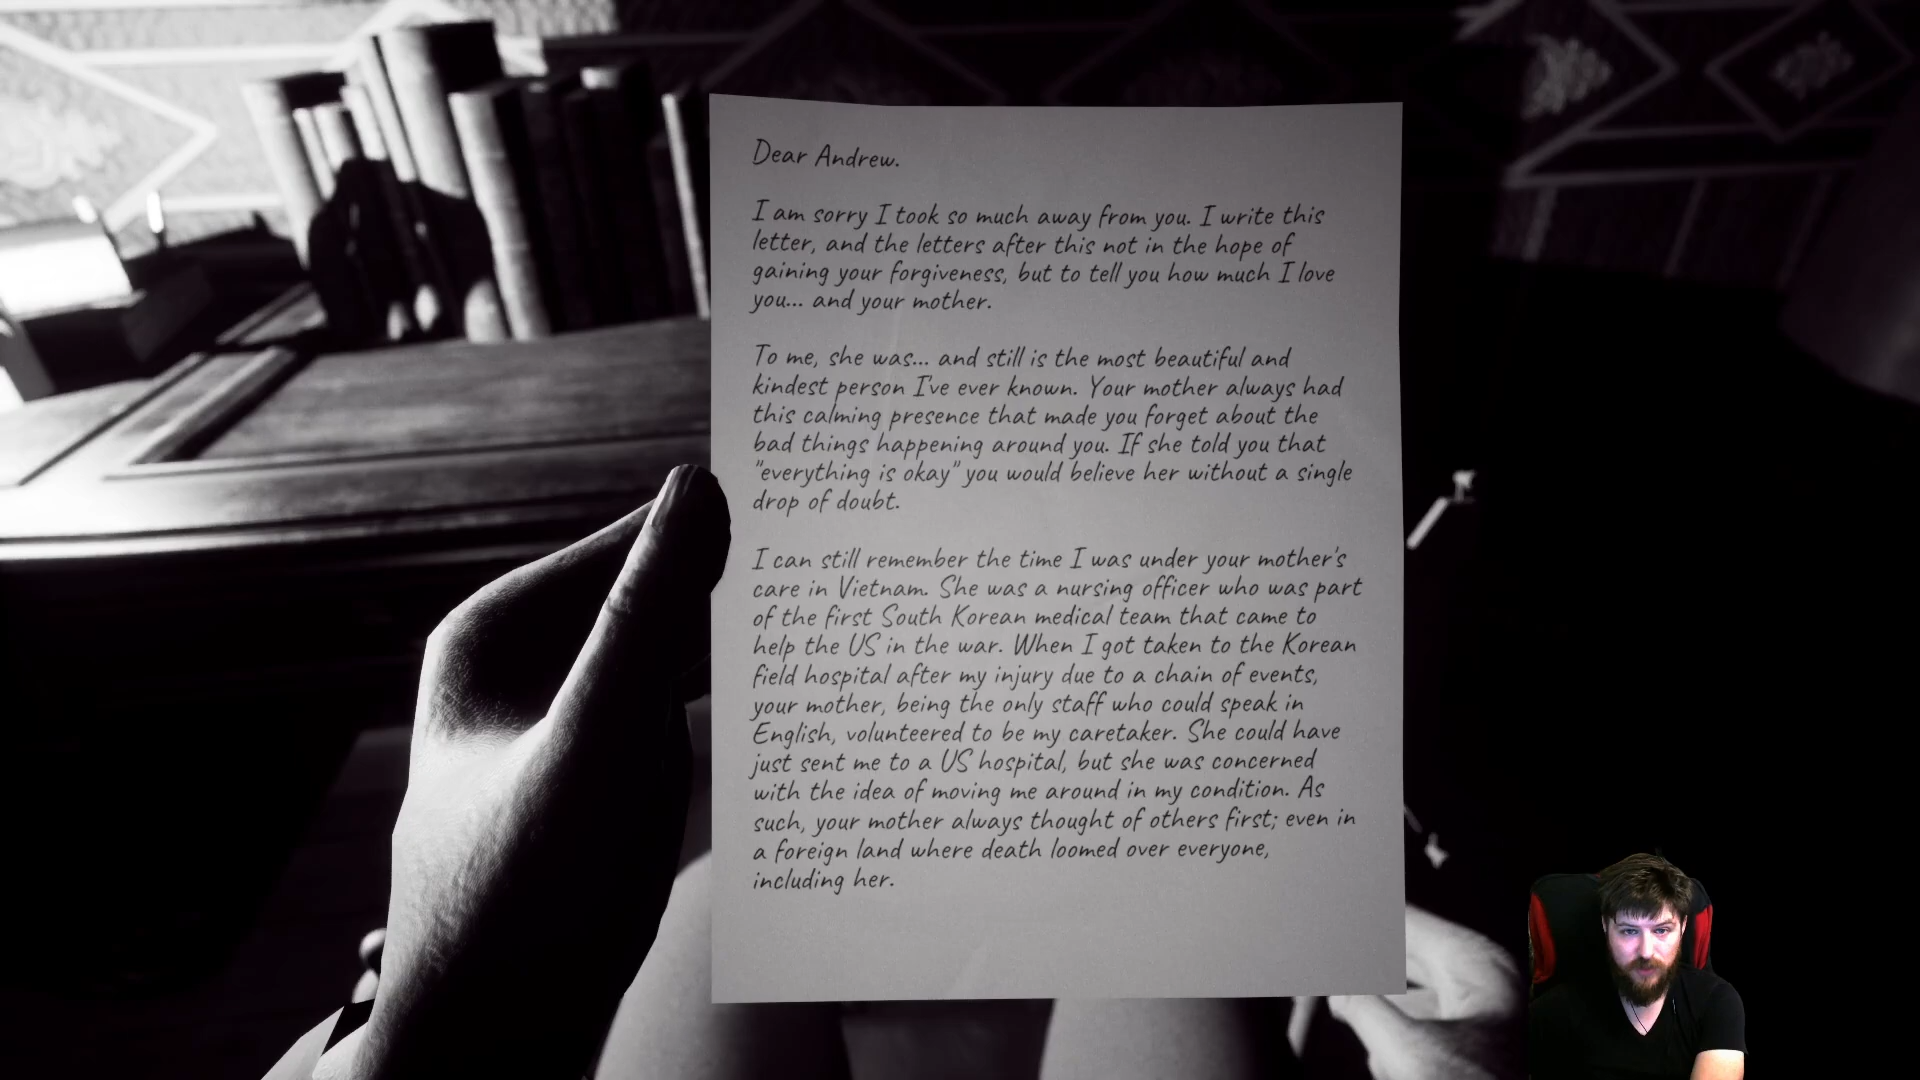 Dear Andrew.
I am sorry I took so much away from you. I write this
letter, and the letters after this not in the hope of
gaining your forgiveness, but to tell you how much I love
you... and your mother.
To me, she was... and still is the most beautiful and
kindest person I've ever known. Your mother always had
this calming presence that made you forget about the
bad things happening around you. If she told you that
"everything is okay" you would believe her without a single
drop of doubt.
I can still remember the time I was under your mother's
care in Vietnam. She was a nursing officer who was part
of the first South Korean medical team that came to
help the US in the war. When I got taken to the Korean
field hospital after my injury due to a chain of events,
your mother, being the only staff who could speak in
English, volunteered to be my caretaker. She could have
just sent me to a US hospital, but she was concerned
with the idea of moving me around in my condition. As
such, your mother always thought of others first; even in
a foreign land where death loomed over everyone,
including her.